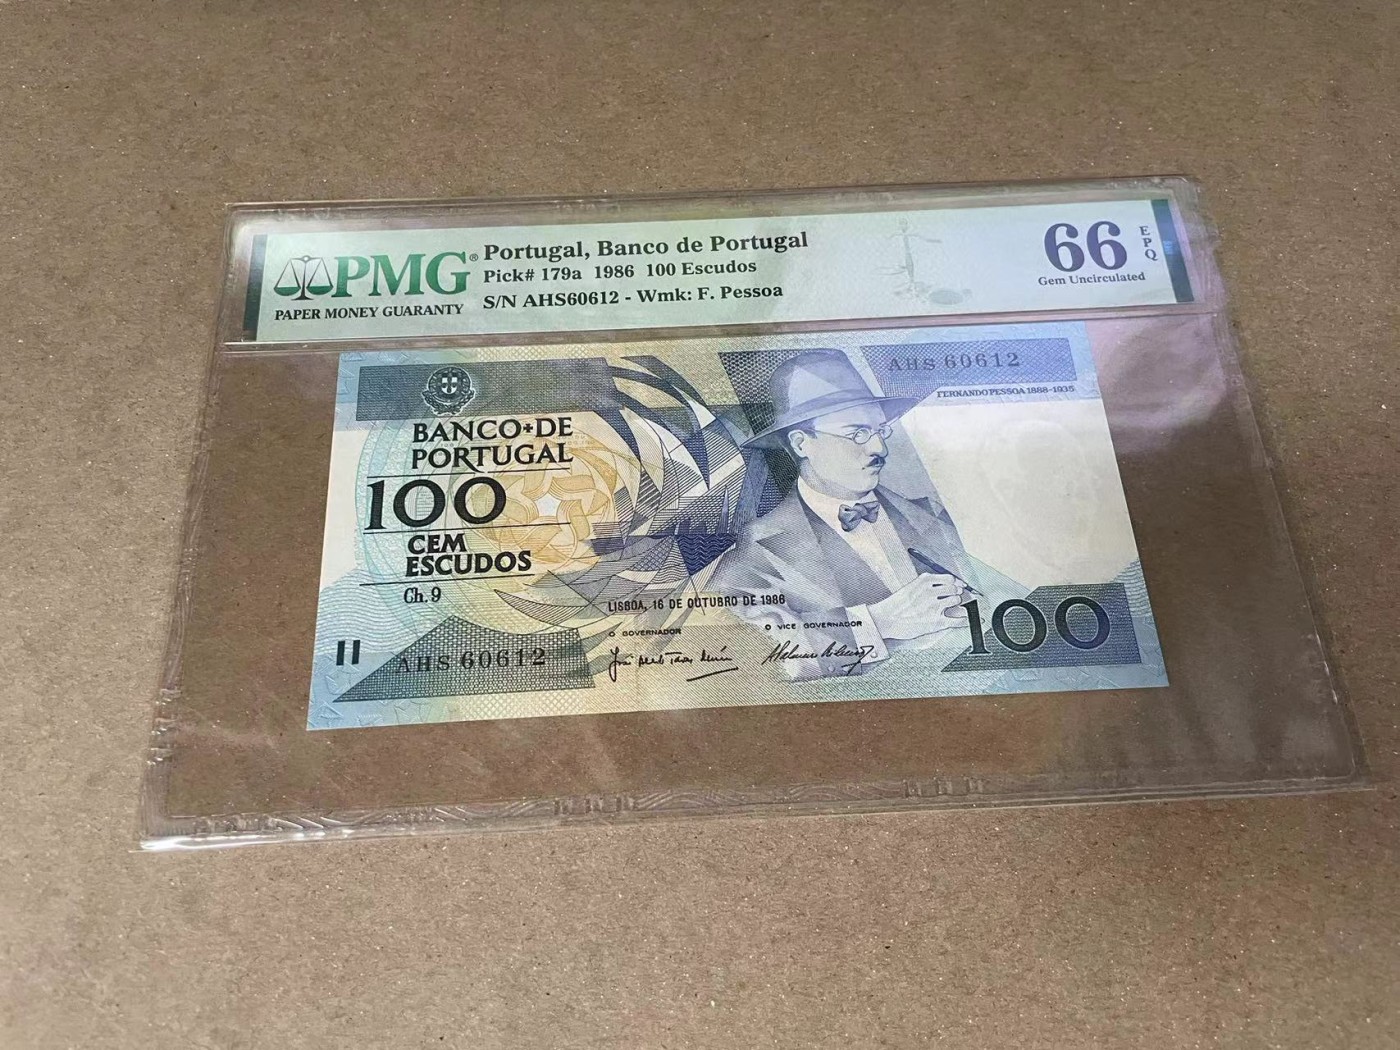 PMG®
PAPER MONEY GUARANTY
Portugal, Banco de Portugal
Pick# 179a 1986 100 Escudos
S/N AHS60612 - Wmk: F. Pessoa
66 EPQ
Gem Uncirculated
AHS 60612
FERNANDO PESSOA 1888-1935
BANCO DE
PORTUGAL
100
CEM
ESCUDOS
Ch. 9
LISBOA, 16 DE OUTUBRO DE 1986
O GOVERNADOR
O VICE GOVERNADOR
AHS 60612
100